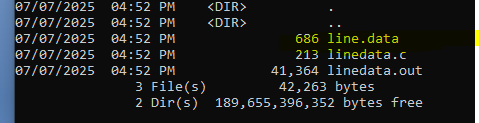 07/07/2025  04:52 PM    <DIR>          .
07/07/2025  04:52 PM    <DIR>          ..
07/07/2025  04:52 PM               686 line.data
07/07/2025  04:52 PM               213 linedata.c
07/07/2025  04:52 PM            41,364 linedata.out
               3 File(s)         42,263 bytes
               2 Dir(s)  189,655,396,352 bytes free